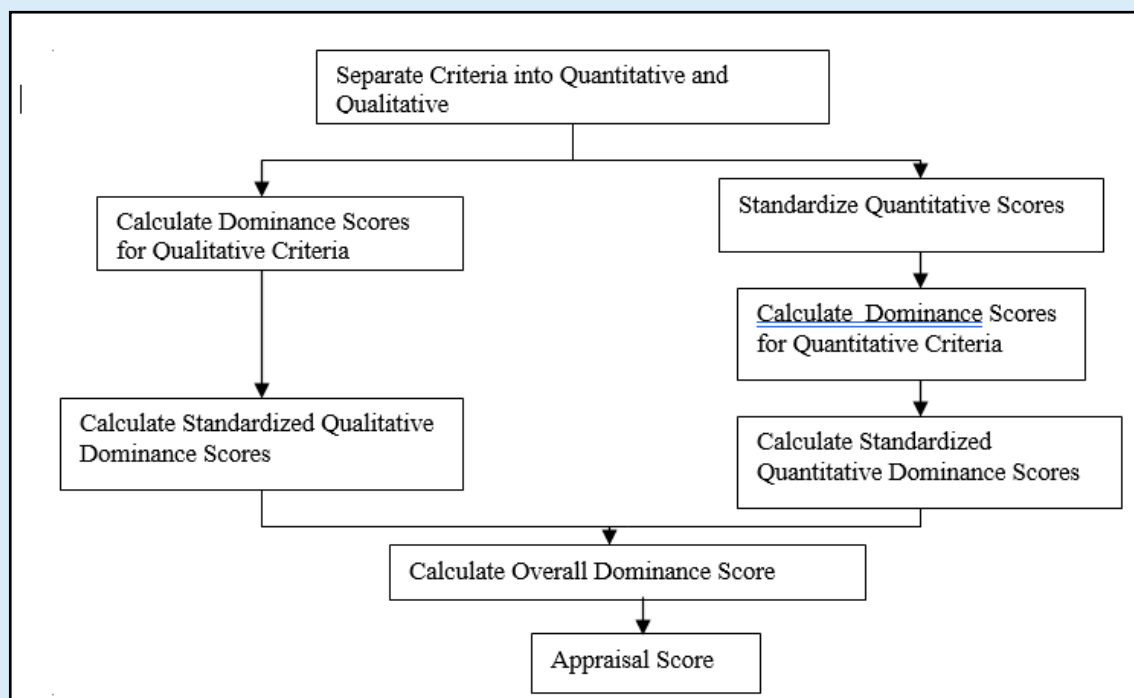 Separate Criteria into Quantitative and
Qualitative
Calculate Dominance Scores
for Qualitative Criteria
Standardize Quantitative Scores
Calculate  Dominance Scores
for Quantitative Criteria
Calculate Standardized Qualitative
Dominance Scores
Calculate Standardized
Quantitative Dominance Scores
Calculate Overall Dominance Score
Appraisal Score